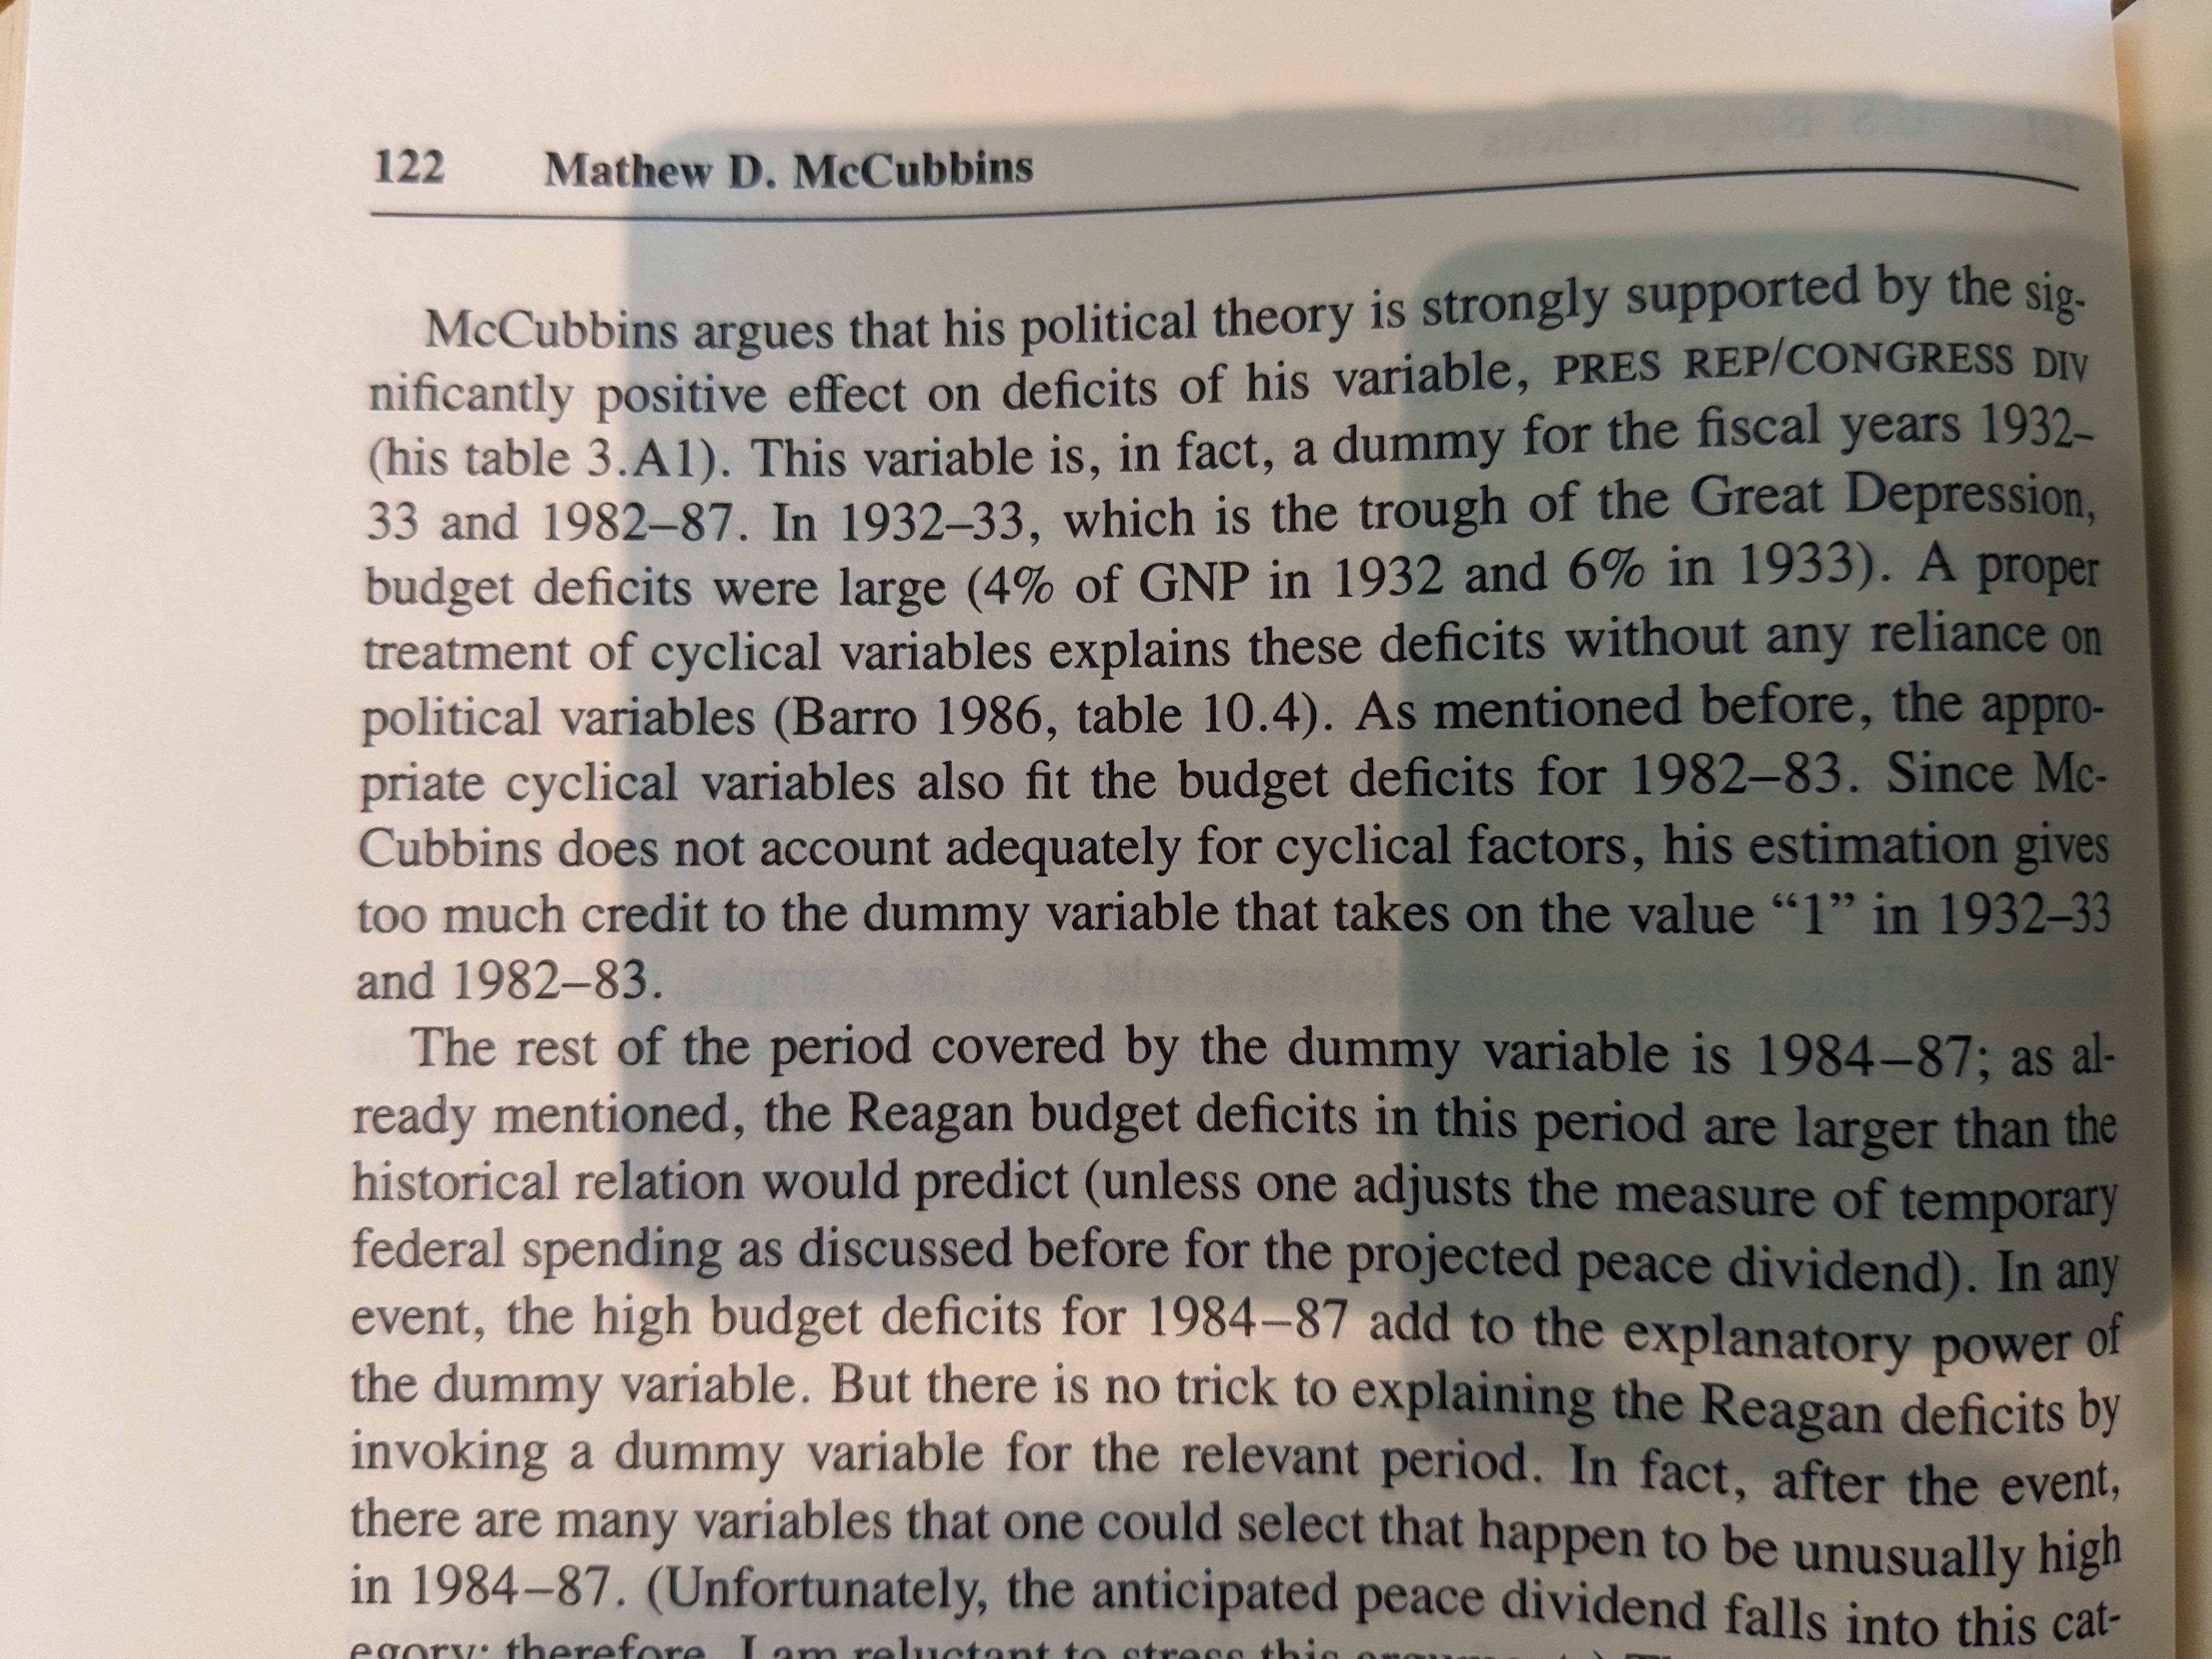 122 Mathew D. McCubbins
McCubbins argues that his political theory is strongly supported by the sig-
nificantly positive effect on deficits of his variable, PRES REP/CONGRESS DIV
(his table 3.A1). This variable is, in fact, a dummy for the fiscal years 1932–
33 and 1982–87. In 1932–33, which is the trough of the Great Depression,
budget deficits were large (4% of GNP in 1932 and 6% in 1933). A proper
treatment of cyclical variables explains these deficits without any reliance on
political variables (Barro 1986, table 10.4). As mentioned before, the appro-
priate cyclical variables also fit the budget deficits for 1982–83. Since Mc-
Cubbins does not account adequately for cyclical factors, his estimation gives
too much credit to the dummy variable that takes on the value “1” in 1932–33
and 1982–83.
The rest of the period covered by the dummy variable is 1984–87; as al-
ready mentioned, the Reagan budget deficits in this period are larger than the
historical relation would predict (unless one adjusts the measure of temporary
federal spending as discussed before for the projected peace dividend). In any
event, the high budget deficits for 1984–87 add to the explanatory power of
the dummy variable. But there is no trick to explaining the Reagan deficits by
invoking a dummy variable for the relevant period. In fact, after the event,
there are many variables that one could select that happen to be unusually high
in 1984–87. (Unfortunately, the anticipated peace dividend falls into this cat-
egory; therefore, I am reluctant to stress this